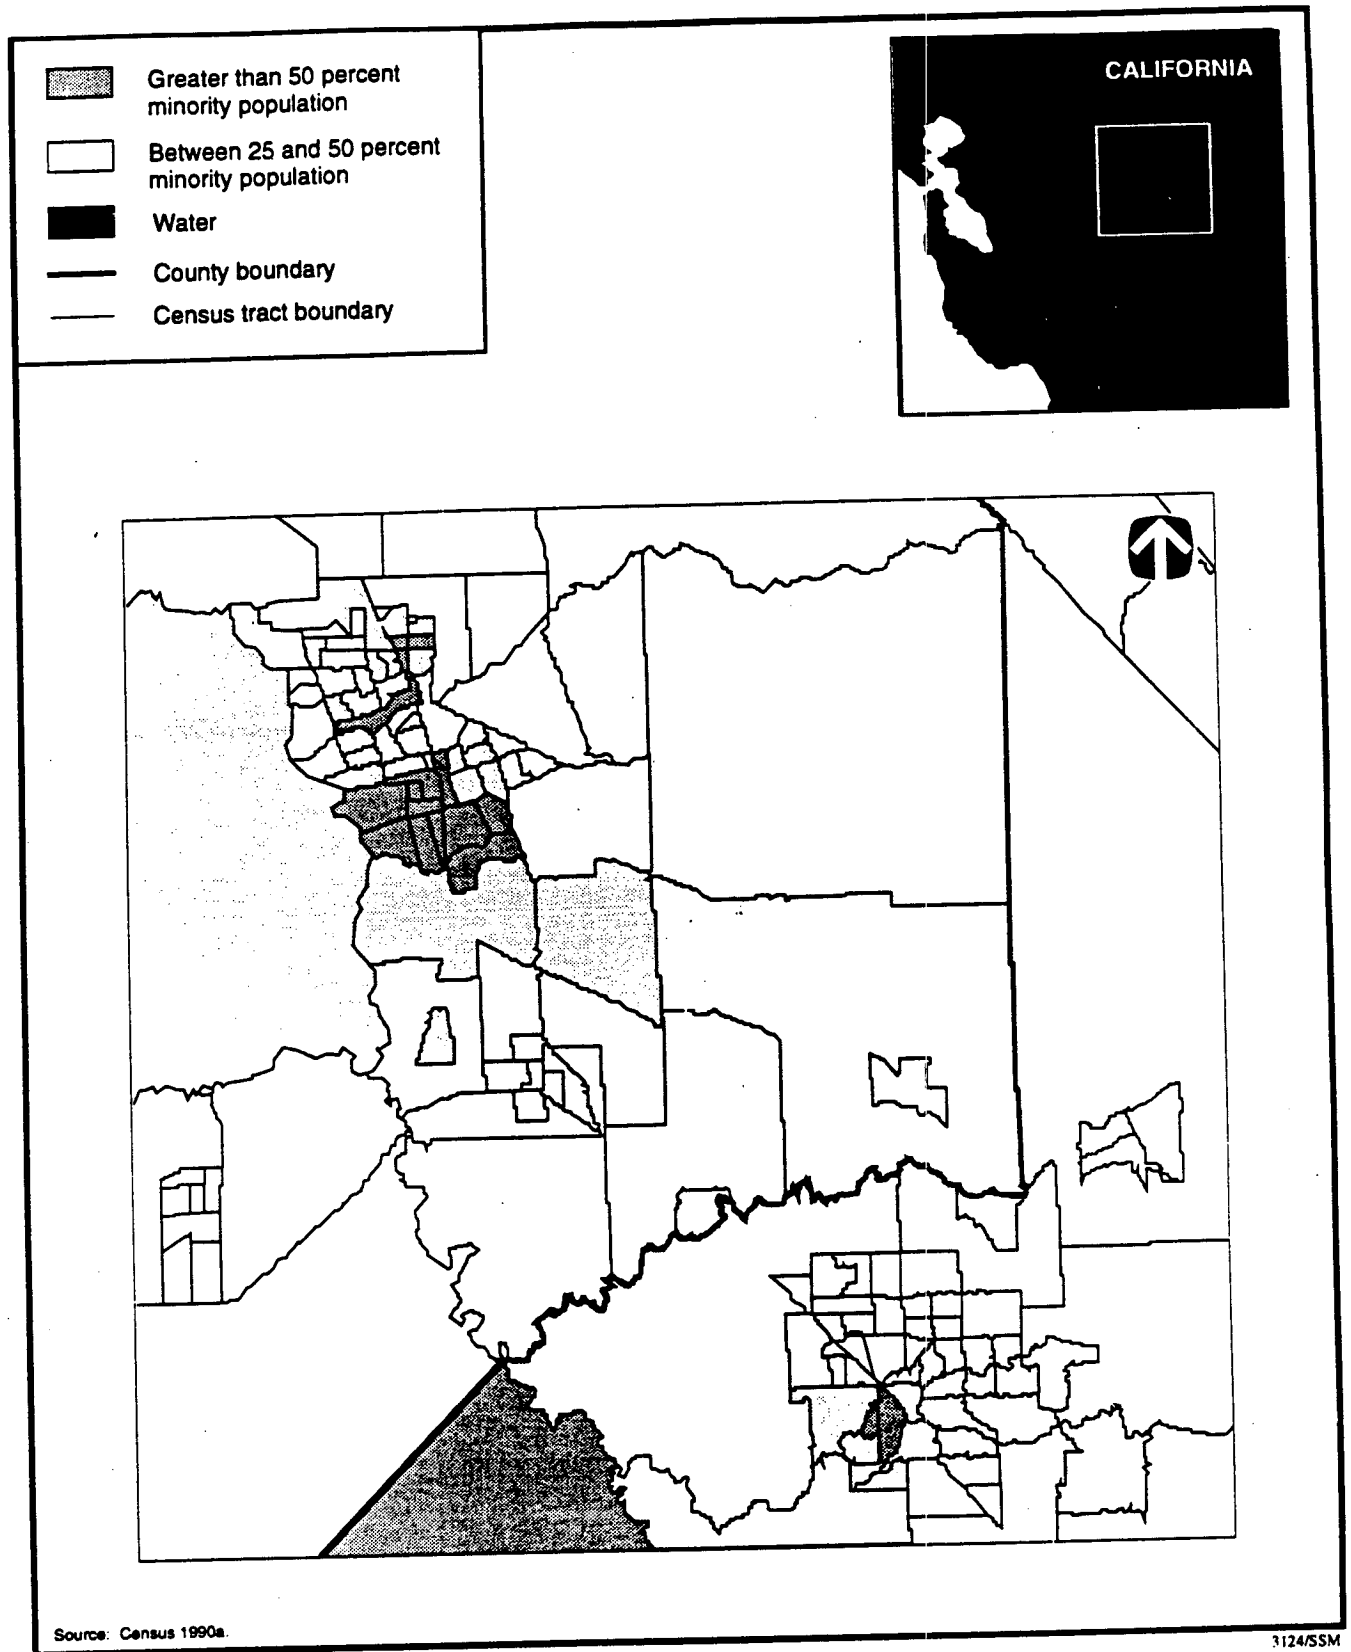 Greater than 50 percent
minority population
Between 25 and 50 percent
minority population
Water
County boundary
Census tract boundary
CALIFORNIA
Source: Census 1990a.
3124/SSM